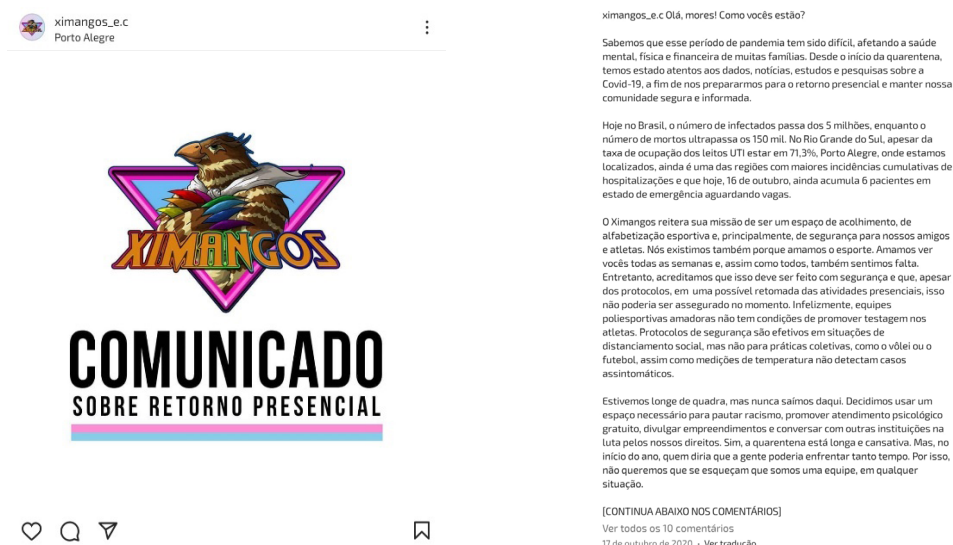 ximangos_e.c
Porto Alegre
XIMANGOS
COMUNICADO
SOBRE RETORNO PRESENCIAL
ximangos_e.c Olá, mores! Como vocês estão?
Sabemos que esse período de pandemia tem sido difícil, afetando a saúde
mental, física e financeira de muitas famílias. Desde o início da quarentena,
temos estado atentos aos dados, notícias, estudos e pesquisas sobre a
Covid-19, a fim de nos prepararmos para o retorno presencial e manter nossa
comunidade segura e informada.
Hoje no Brasil, o número de infectados passa dos 5 milhões, enquanto o
número de mortos ultrapassa os 150 mil. No Rio Grande do Sul, apesar da
taxa de ocupação dos leitos UTI estar em 71,3%, Porto Alegre, onde estamos
localizados, ainda é uma das regiões com maiores incidências cumulativas de
hospitalizações e que hoje, 16 de outubro, ainda acumula 6 pacientes em
estado de emergência aguardando vagas.
O Ximangos reitera sua missão de ser um espaço de acolhimento, de
alfabetização esportiva e, principalmente, de segurança para nossos amigos
e atletas. Nós existimos também porque amamos o esporte. Amamos ver
vocês todas as semanas e, assim como todos, também sentimos falta.
Entretanto, acreditamos que isso deve ser feito com segurança e que, apesar
dos protocolos, em uma possível retomada das atividades presenciais, isso
não poderia ser assegurado no momento. Infelizmente, equipes
poliesportivas amadoras não tem condições de promover testagem nos
atletas. Protocolos de segurança são efetivos em situações de
distanciamento social, mas não para práticas coletivas, como o vôlei ou o
futebol, assim como medições de temperatura não detectam casos
assintomáticos.
Estivemos longe de quadra, mas nunca saímos daqui. Decidimos usar um
espaço necessário para pautar racismo, promover atendimento psicológico
gratuito, divulgar empreendimentos e conversar com outras instituições na
luta pelos nossos direitos. Sim, a quarentena está longa e cansativa. Mas, no
início do ano, quem diria que a gente poderia enfrentar tanto tempo. Por isso,
não queremos que se esqueçam que somos uma equipe, em qualquer
situação.
[CONTINUA ABAIXO NOS COMENTÁRIOS]
Ver todos os 10 comentários
17 de outubro de 2020 • Ver tradução